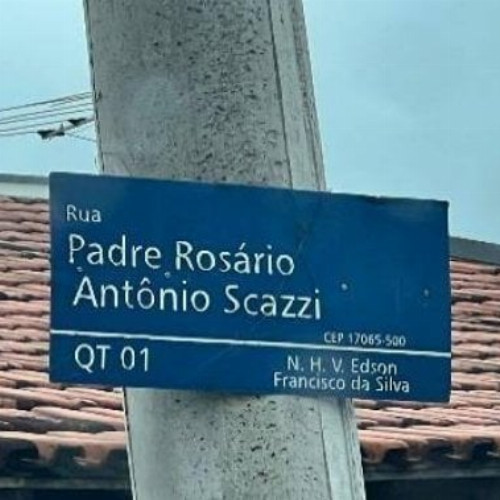 Rua
Padre Rosário
Antônio Scazzi
CEP 17065-500
QT 01
N. H. V. Edson
Francisco da Silva